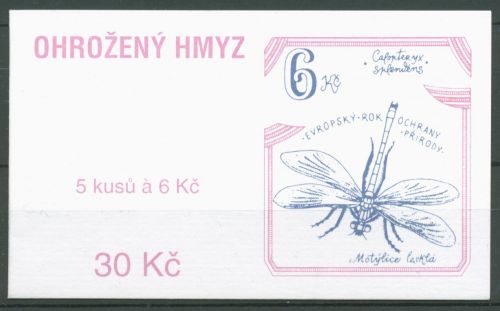 OHROŽENÝ HMYZ
5 kusů à 6 Kč
30 Kč
6 Kč
Calopteryx
splendens
·EVROPSKÝ·ROK·OCHRANY
·PŘÍRODY·
Motýlice lesklá